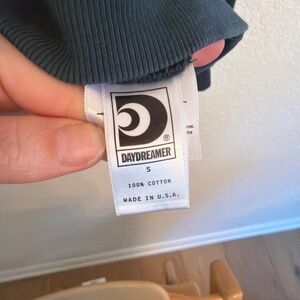 ®
DAYDREAMER
S
100% COTTON
MADE IN U.S.A.